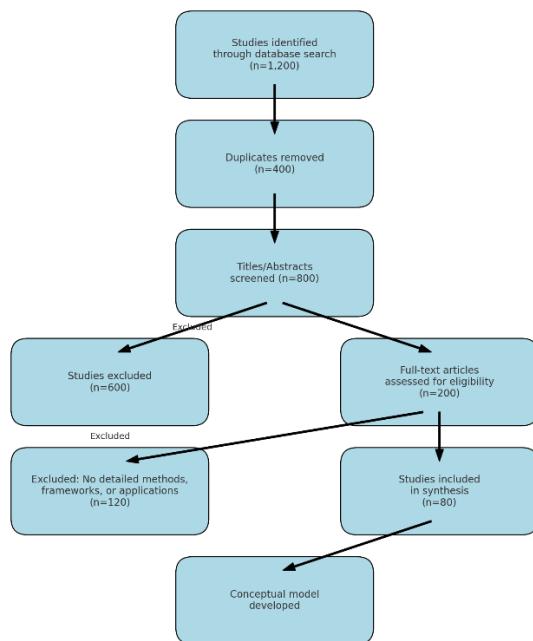 Studies identified
through database search
(n=1,200)
Duplicates removed
(n=400)
Titles/Abstracts
screened (n=800)
Excluded
Studies excluded
(n=600)
Full-text articles
assessed for eligibility
(n=200)
Excluded
Excluded: No detailed methods,
frameworks, or applications
(n=120)
Studies included
in synthesis
(n=80)
Conceptual model
developed